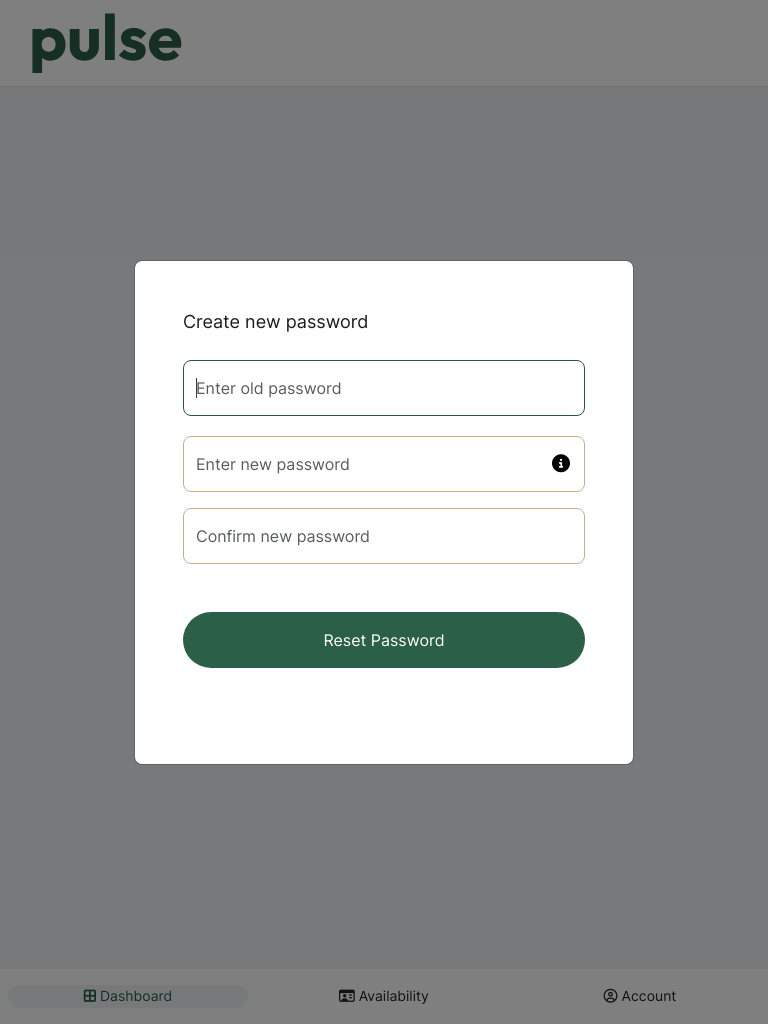 pulse
Create new password
Enter old password
Enter new password
Confirm new password
Reset Password
Dashboard
Availability
Account